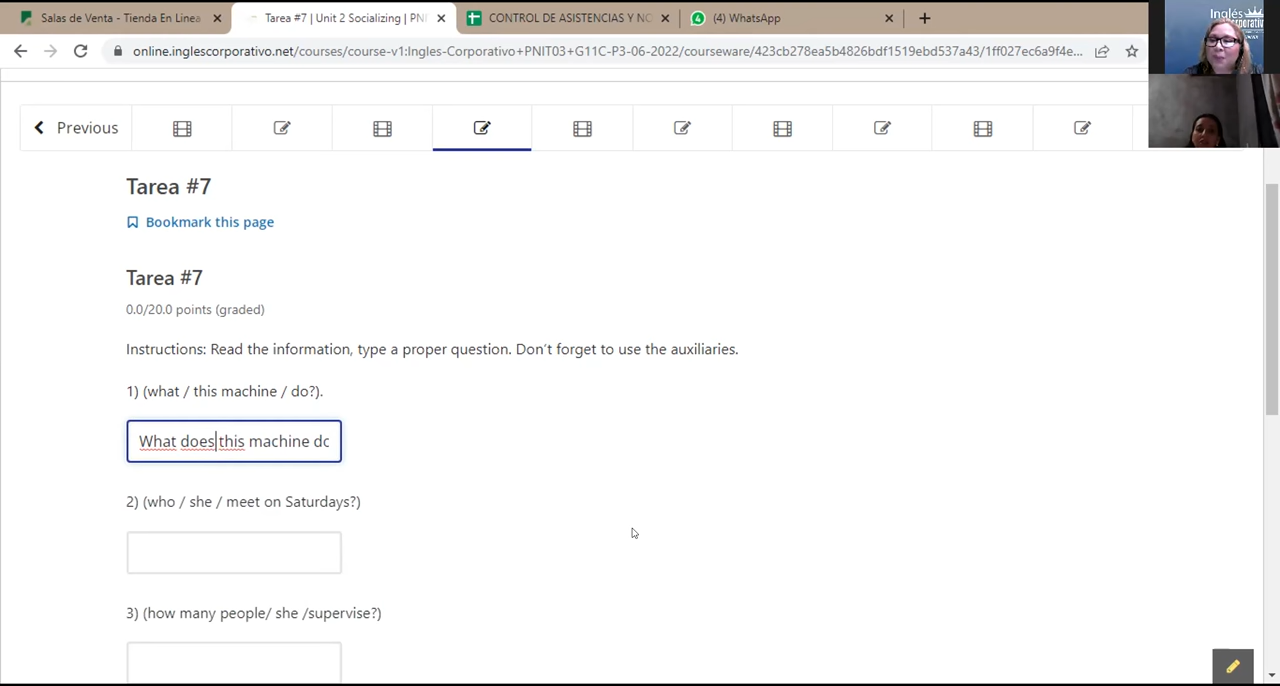 Salas de Venta - Tienda En Linea
Tarea #7 | Unit 2 Socializing | PNI
CONTROL DE ASISTENCIAS Y NO
(4) WhatsApp
online.inglescorporativo.net/courses/course-v1:Ingles-Corporativo+PNIT03+G11C-P3-06-2022/courseware/423cb278ea5b4826bdf1519ebd537a43/1ff027ec6a9f4e...
Inglés
Corporativo
Previous
Tarea #7
Bookmark this page
Tarea #7
0.0/20.0 points (graded)
Instructions: Read the information, type a proper question. Don't forget to use the auxiliaries.
1) (what / this machine / do?).
What does this machine do
2) (who / she / meet on Saturdays?)
3) (how many people/ she /supervise?)